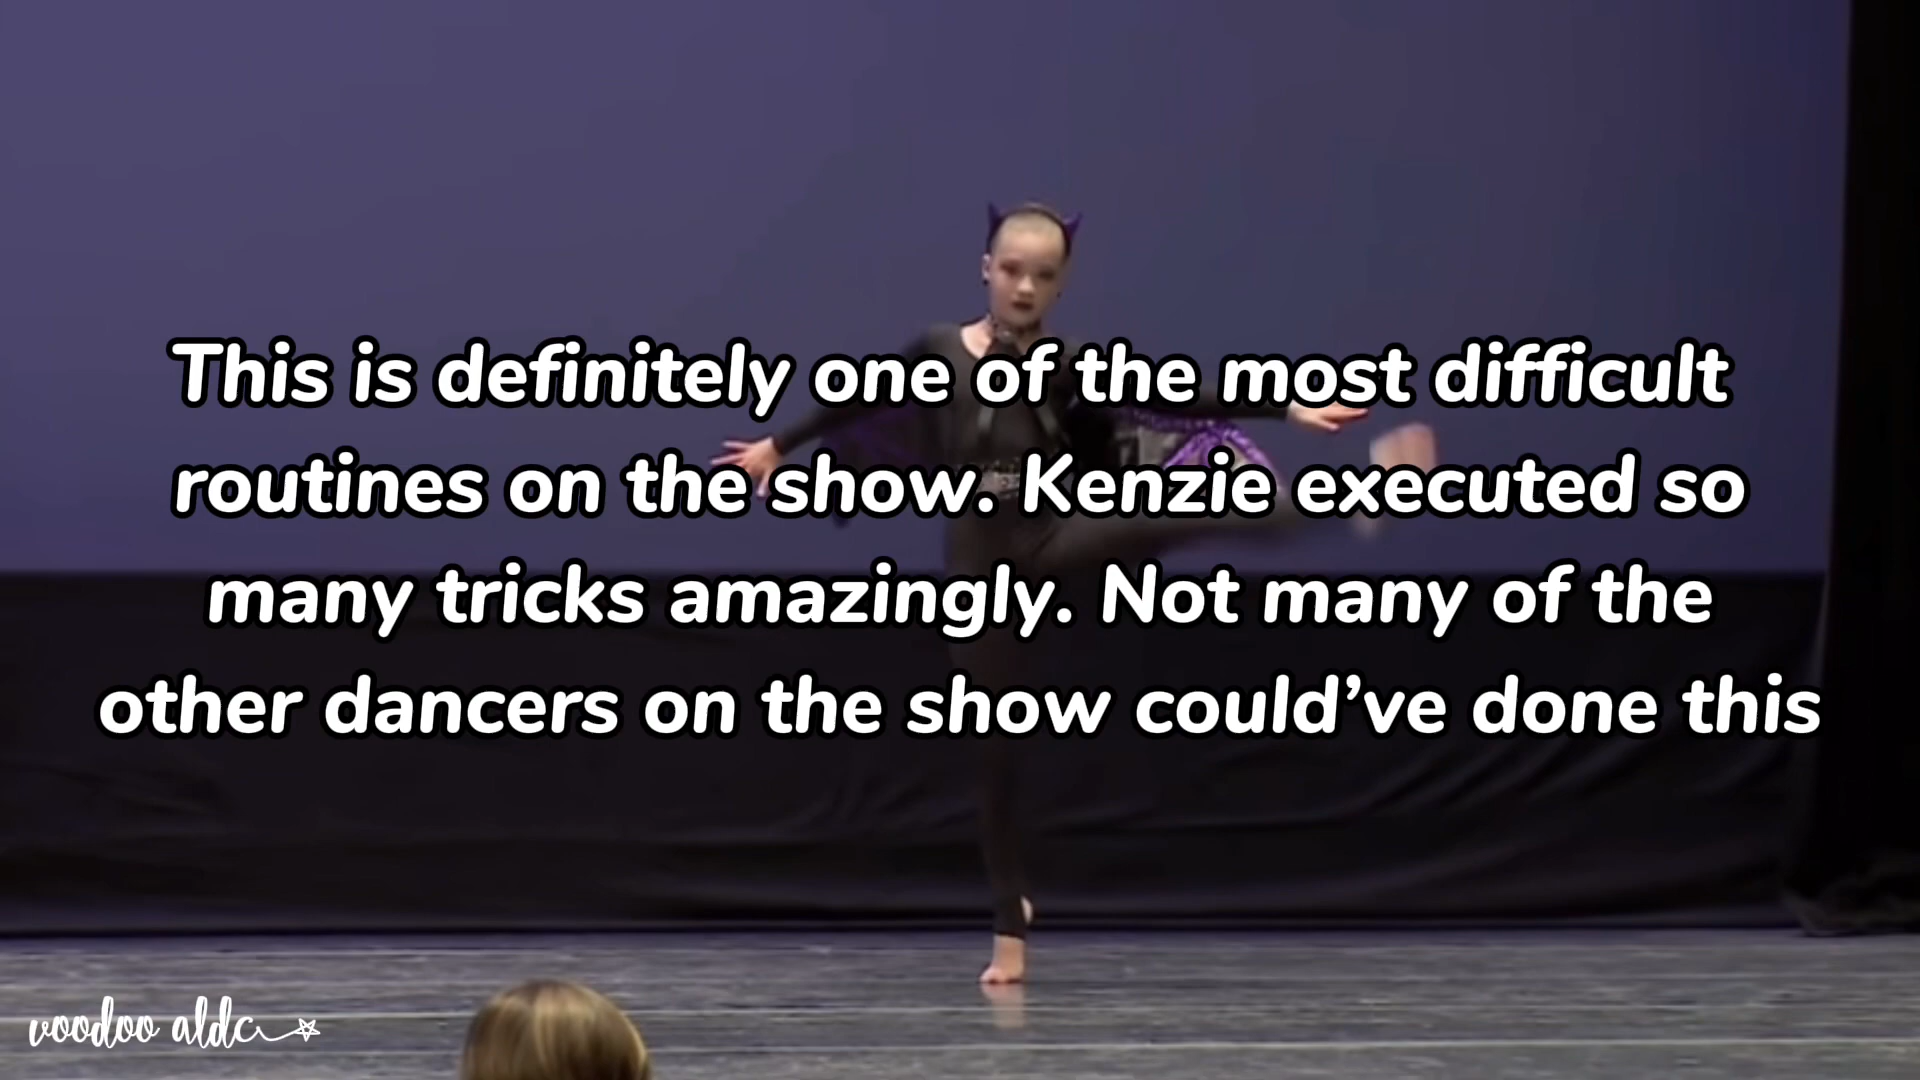 This is definitely one of the most difficult
routines on the show. Kenzie executed so
many tricks amazingly. Not many of the
other dancers on the show could’ve done this
voodoo aldc